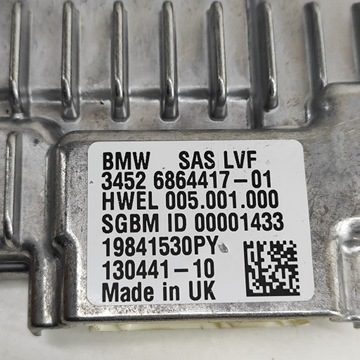 BMW SAS LVF
3452 6864417-01
HWEL 005.001.000
SGBM ID 00001433
19841530PY
130441-10
Made in UK